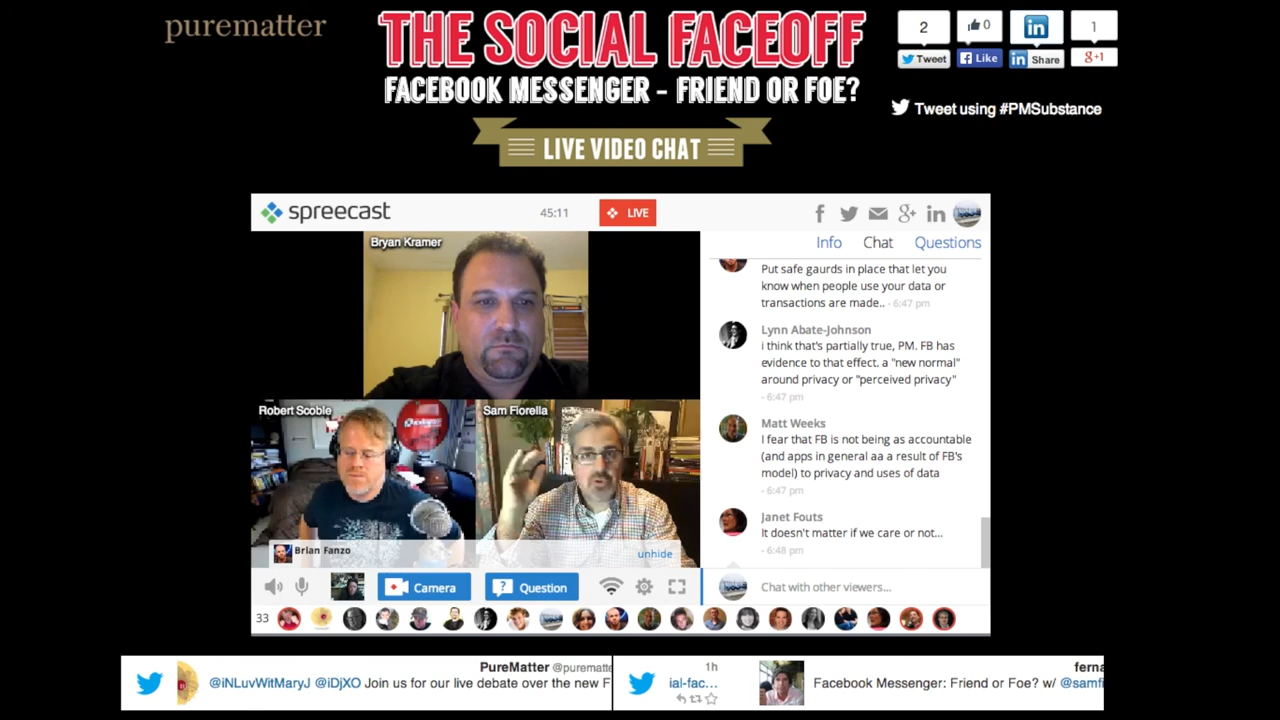 purematter
THE SOCIAL FACEOFF
FACEBOOK MESSENGER - FRIEND OR FOE?
LIVE VIDEO CHAT
2
Tweet
0
Like
in
in Share
1
g+1
Tweet using #PMSubstance
spreecast
45:11
LIVE
Bryan Kramer
Robert Scoble
Sam Fiorella
Brian Fanzo
unhide
Camera
Question
33
Info
Chat
Questions
Put safe gaurds in place that let you
know when people use your data or
transactions are made.. - 6:47 pm
Lynn Abate-Johnson
i think that's partially true, PM. FB has
evidence to that effect. a "new normal"
around privacy or "perceived privacy"
- 6:47 pm
Matt Weeks
I fear that FB is not being as accountable
(and apps in general aa a result of FB's
model) to privacy and uses of data
- 6:47 pm
Janet Fouts
It doesn't matter if we care or not...
- 6:48 pm
Chat with other viewers...
PureMatter @purematte
@iNLuvWitMaryJ @iDjXO Join us for our live debate over the new F
1h
ial-fac...
ferna
Facebook Messenger: Friend or Foe? w/ @samfi